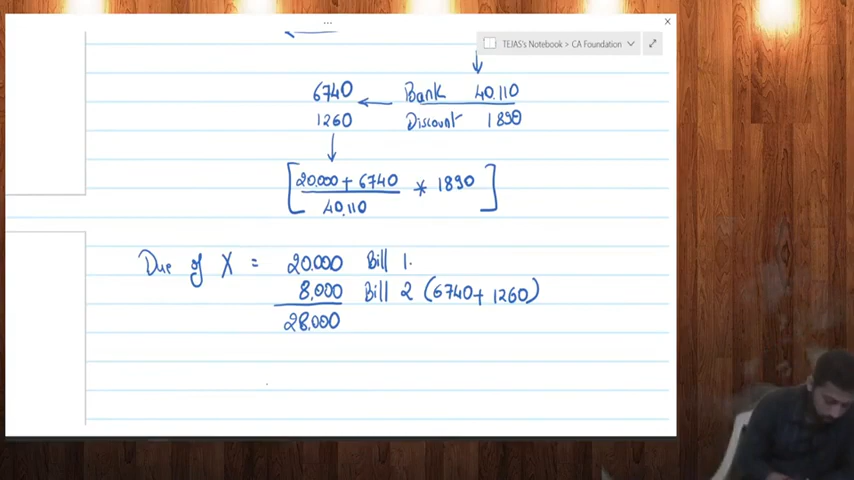 TEJAS's Notebook > CA Foundation
6740 ← Bank 40.110
1260 Discount 1890
[20.000 + 6740 / 40.110 * 1890]
Due of X = 20.000 Bill 1.
8.000 Bill 2 (6740 + 1260)
28.000